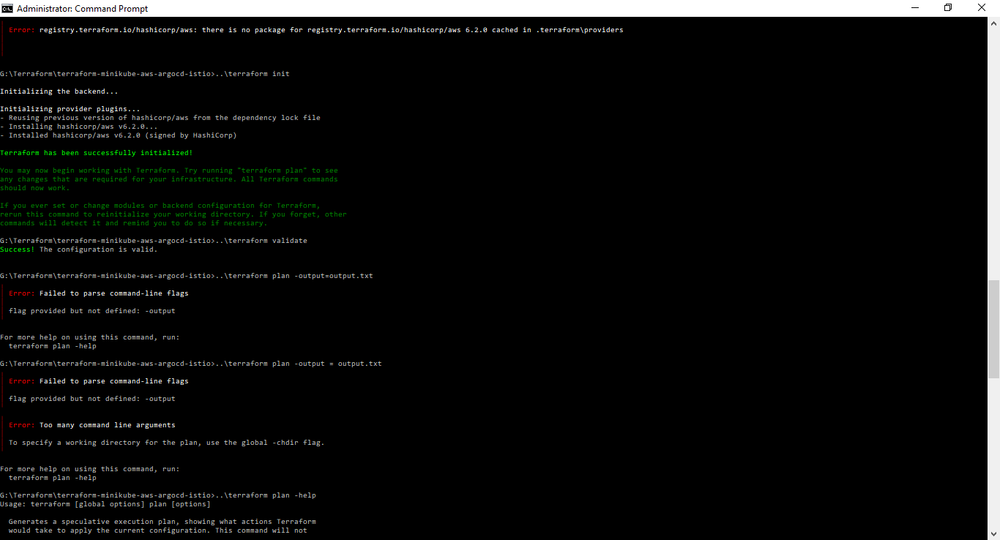 Administrator: Command Prompt
Error: registry.terraform.io/hashicorp/aws: there is no package for registry.terraform.io/hashicorp/aws 6.2.0 cached in .terraform\providers
G:\Terraform\terraform-minikube-aws-argocd-istio>..\terraform init
Initializing the backend...
Initializing provider plugins...
- Reusing previous version of hashicorp/aws from the dependency lock file
- Installing hashicorp/aws v6.2.0...
- Installed hashicorp/aws v6.2.0 (signed by HashiCorp)
Terraform has been successfully initialized!
You may now begin working with Terraform. Try running "terraform plan" to see
any changes that are required for your infrastructure. All Terraform commands
should now work.
If you ever set or change modules or backend configuration for Terraform,
rerun this command to reinitialize your working directory. If you forget, other
commands will detect it and remind you to do so if necessary.
G:\Terraform\terraform-minikube-aws-argocd-istio>..\terraform validate
Success! The configuration is valid.
G:\Terraform\terraform-minikube-aws-argocd-istio>..\terraform plan -output=output.txt
Error: Failed to parse command-line flags
flag provided but not defined: -output
For more help on using this command, run:
terraform plan -help
G:\Terraform\terraform-minikube-aws-argocd-istio>..\terraform plan -output = output.txt
Error: Failed to parse command-line flags
flag provided but not defined: -output
Error: Too many command line arguments
To specify a working directory for the plan, use the global -chdir flag.
For more help on using this command, run:
terraform plan -help
G:\Terraform\terraform-minikube-aws-argocd-istio>..\terraform plan -help
Usage: terraform [global options] plan [options]
Generates a speculative execution plan, showing what actions Terraform
would take to apply the current configuration. This command will not